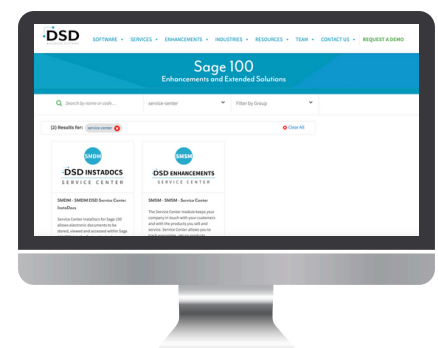 DSD
SOFTWARE SERVICES ENHANCEMENTS INDUSTRIES RESOURCES TEAM CONTACT US REQUEST A DEMO
Sage 100
Enhancements and Extended Solutions
Search by name or code...
service-center
Filter by Group
(2) Results for: service-center
Clear All
SMDM
DSD INSTADOCS
SERVICE CENTER
SMDM - SMDM DSD Service Center
InstaDocs
Service Center InstaDocs for Sage 100
allows electronic documents to be
stored, viewed and accessed within Sage
SMSM
DSD ENHANCEMENTS
SERVICE CENTER
SMSM - SMSM - Service Center
The Service Center module keeps your
company in touch with your customers
and with the products you sell and
service. Service Center allows you to